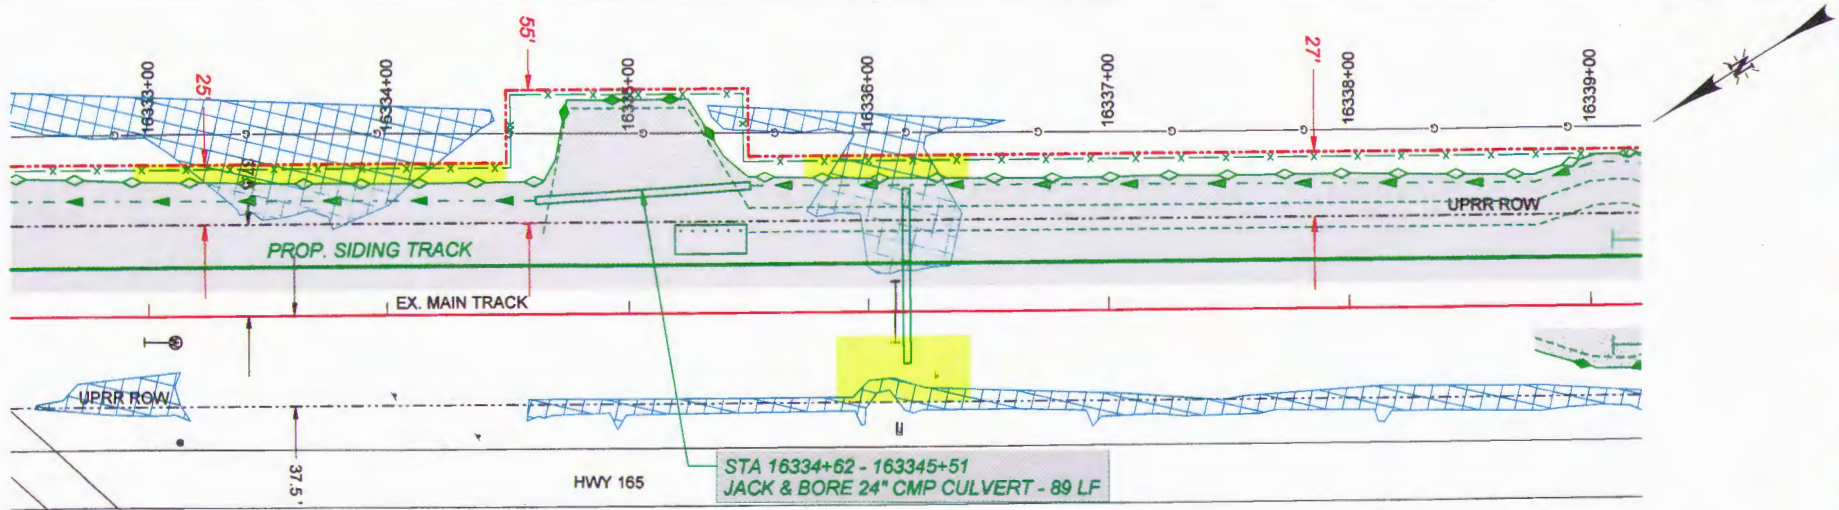 55'
27'
25'
16333+00
16334+00
16335+00
16336+00
16337+00
16338+00
16339+00
N
37.5'
UPRR ROW
PROP. SIDING TRACK
EX. MAIN TRACK
UPRR ROW
37.5'
HWY 165
STA 16334+62 - 163345+51
JACK & BORE 24" CMP CULVERT - 89 LF